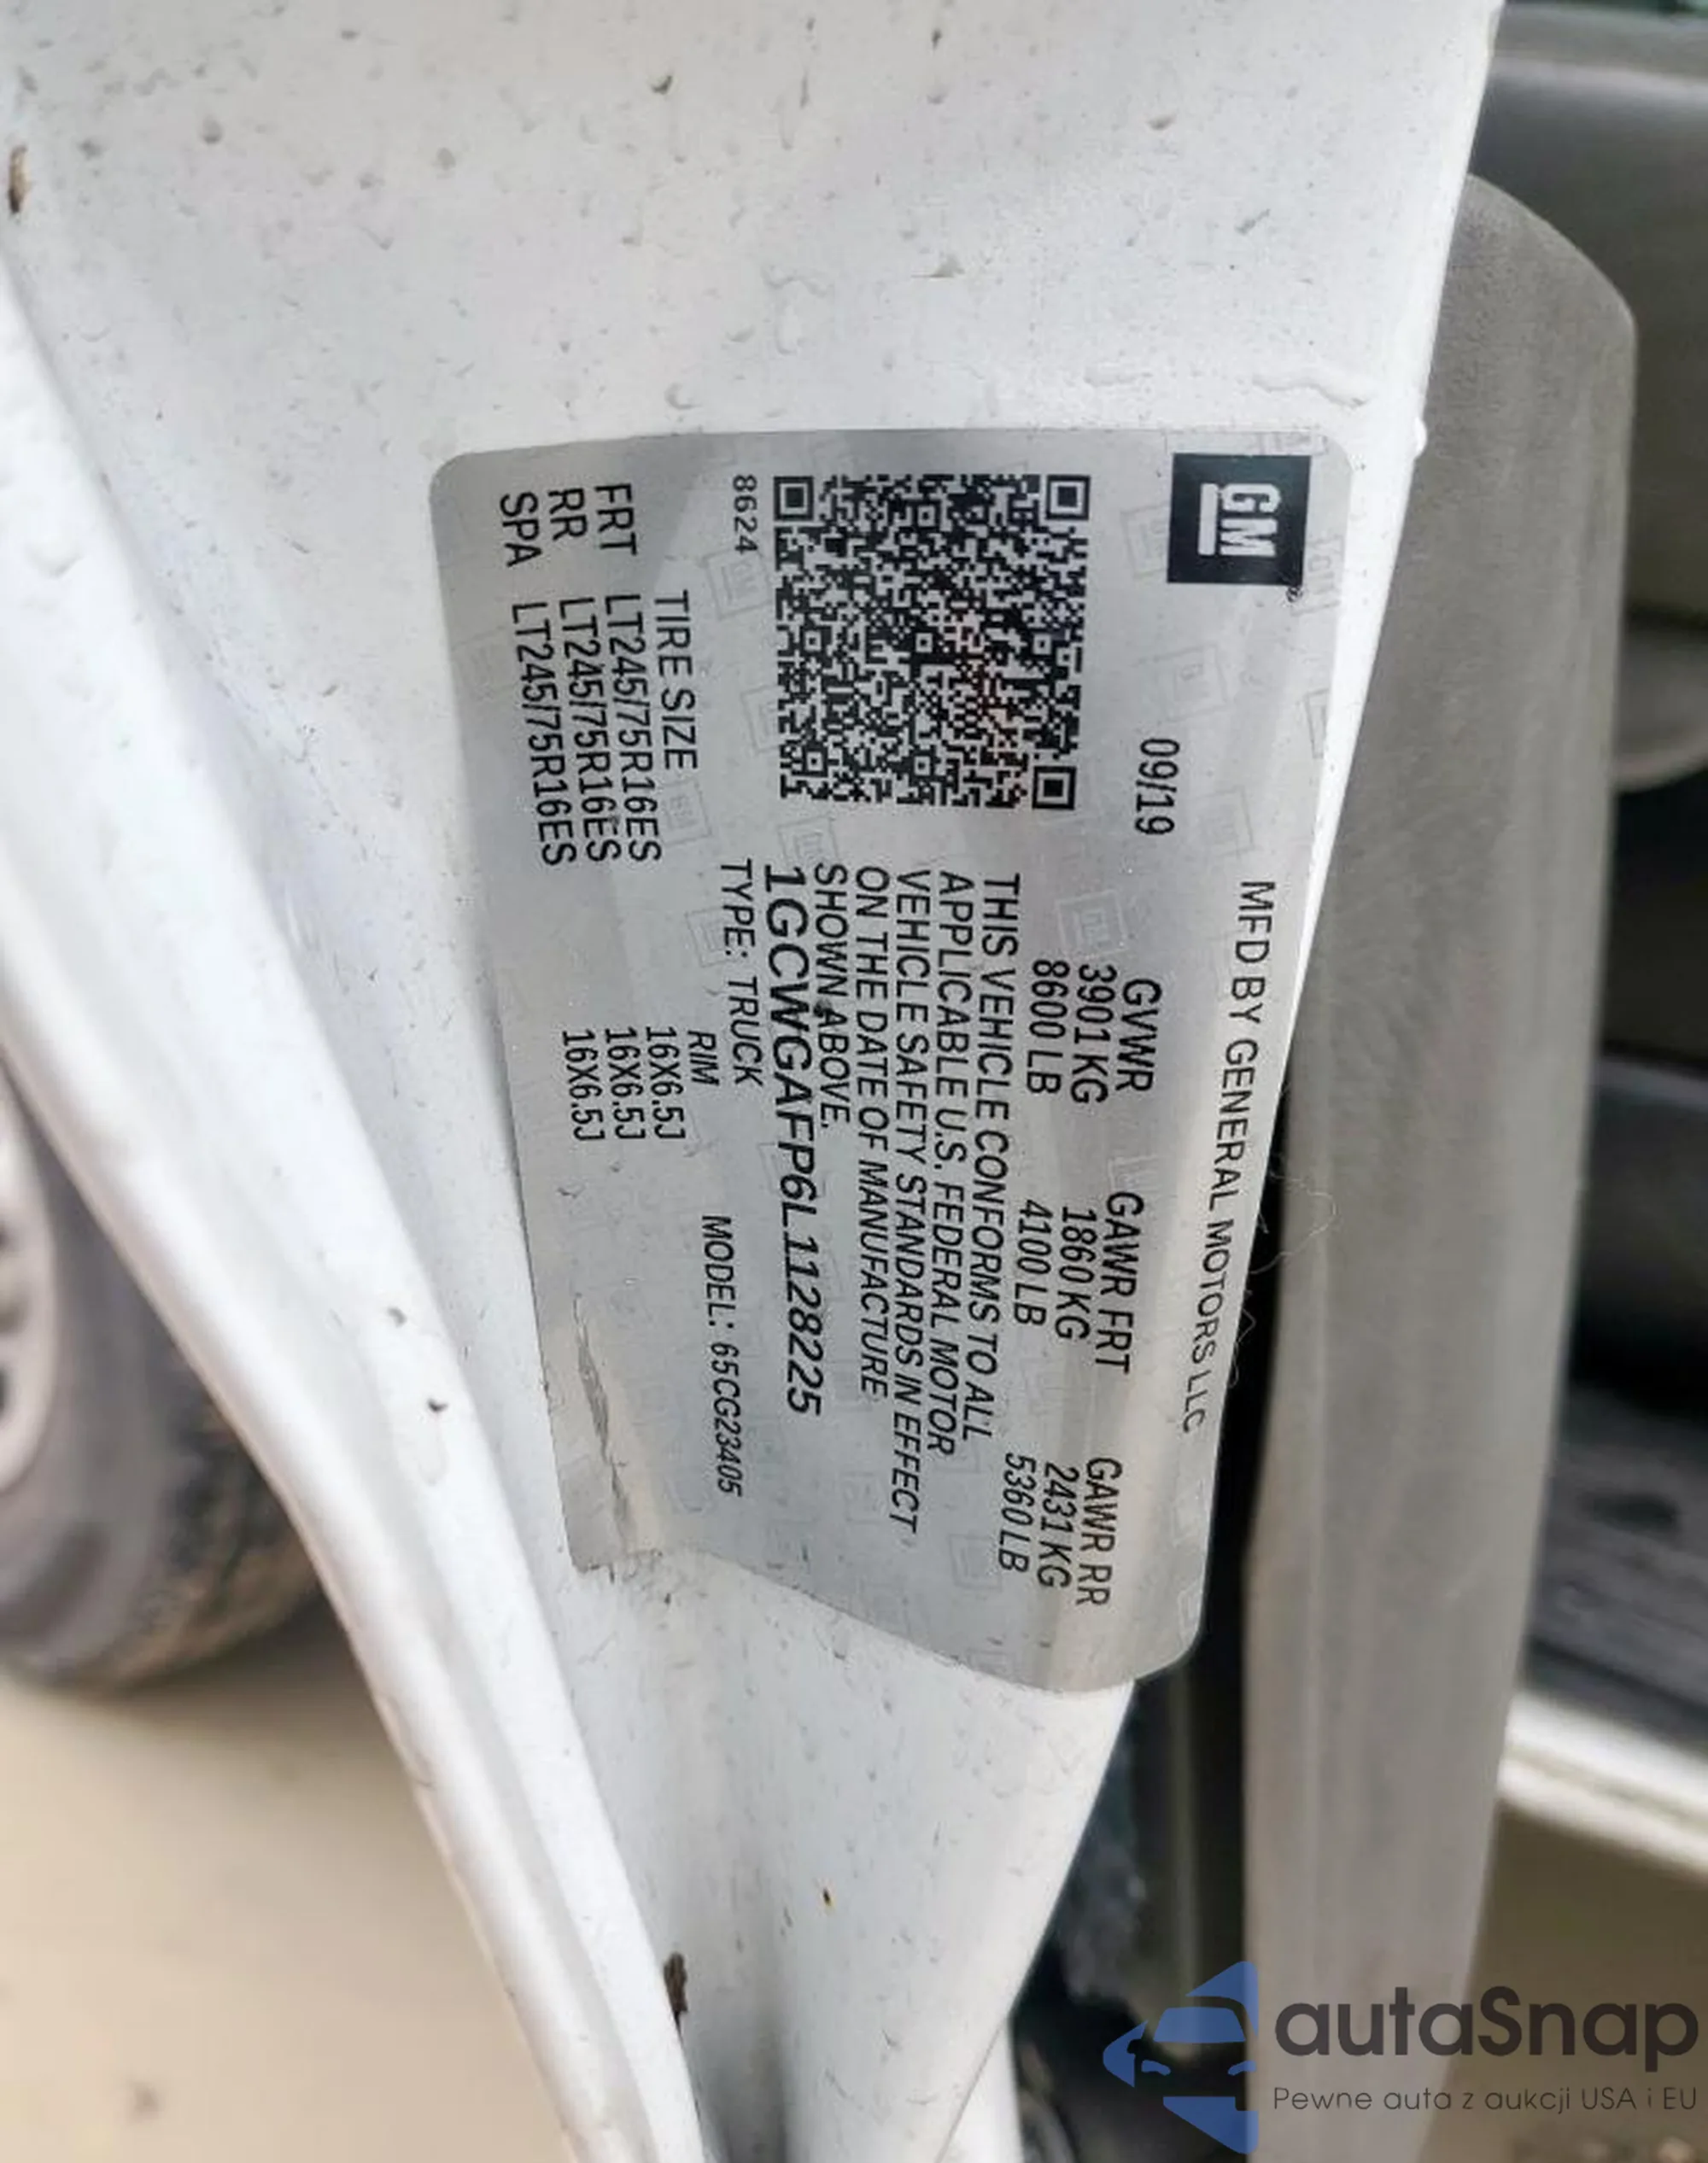 GM
MFD BY GENERAL MOTORS LLC
09/19
GVWR GAWR FRT GAWR RR
3901 KG 1860 KG 2431 KG
8600 LB 4100 LB 5360 LB
THIS VEHICLE CONFORMS TO ALL
APPLICABLE U.S. FEDERAL MOTOR
VEHICLE SAFETY STANDARDS IN EFFECT
ON THE DATE OF MANUFACTURE
SHOWN ABOVE.
1GCWGAFP6L1128225
8624
TYPE: TRUCK MODEL: 65CG23405
TIRE SIZE RIM
FRT LT245/75R16ES 16X6.5J
RR LT245/75R16ES 16X6.5J
SPA LT245/75R16ES 16X6.5J
autaSnap
Pewne auta z aukcji USA i EU